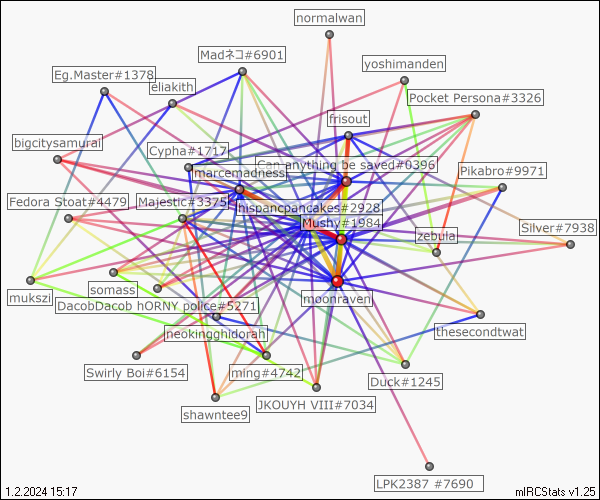 normalwan
Madネコ#6901
yoshimanden
Eg.Master#1378
eliakith
Pocket Persona#3326
frisout
bigcitysamurai
Cypha#1717
Can anything be saved#0396
marcemadness
Pikabro#9971
Fedora Stoat#4479
Majestic#3375
hispancpancakes#2928
Mushy#1984
Silver#7938
zebula
mukszi
somass
moonraven
DacobDacob hORNY police#5271
neokingghidorah
thesecondtwat
Swirly Boi#6154
ming#4742
Duck#1245
shawntee9
JKOUYH VIII#7034
LPK2387 #7690
1.2.2024 15:17
mIRCStats v1.25